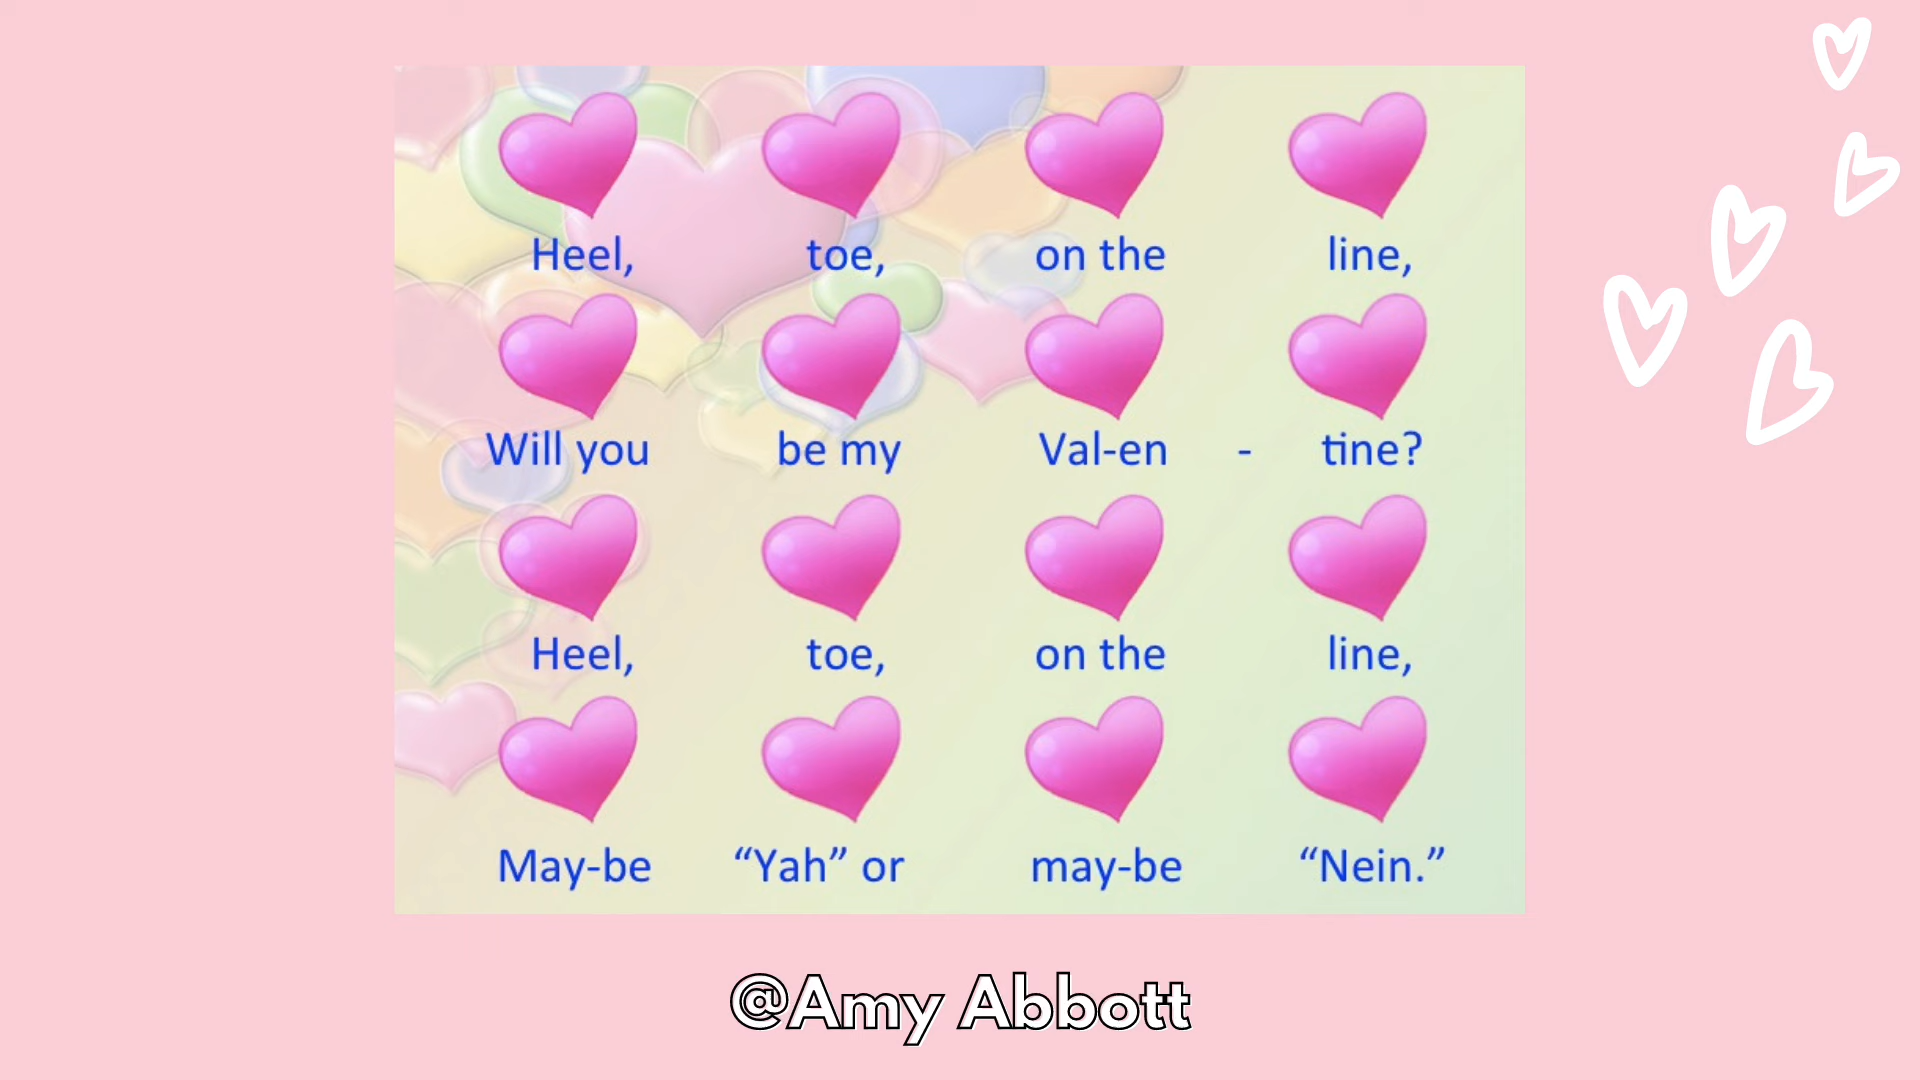 Heel, toe, on the line,
Will you be my Val-en - tine?
Heel, toe, on the line,
May-be “Yah” or may-be “Nein.”
@Amy Abbott